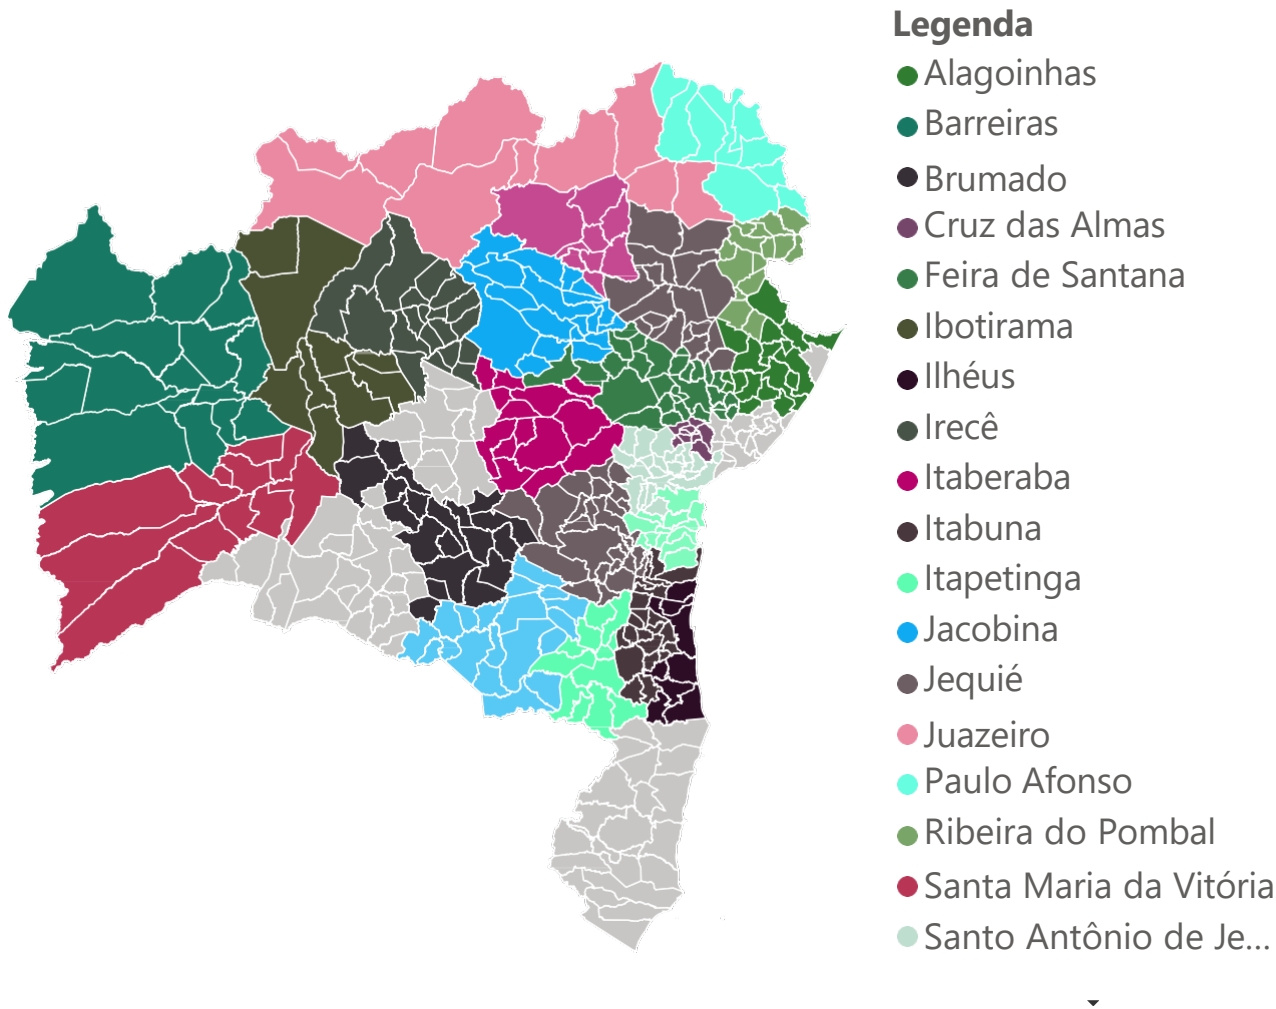 Legenda
Alagoinhas
Barreiras
Brumado
Cruz das Almas
Feira de Santana
Ibotirama
Ilhéus
Irecê
Itaberaba
Itabuna
Itapetinga
Jacobina
Jequié
Juazeiro
Paulo Afonso
Ribeira do Pombal
Santa Maria da Vitória
Santo Antônio de Je...